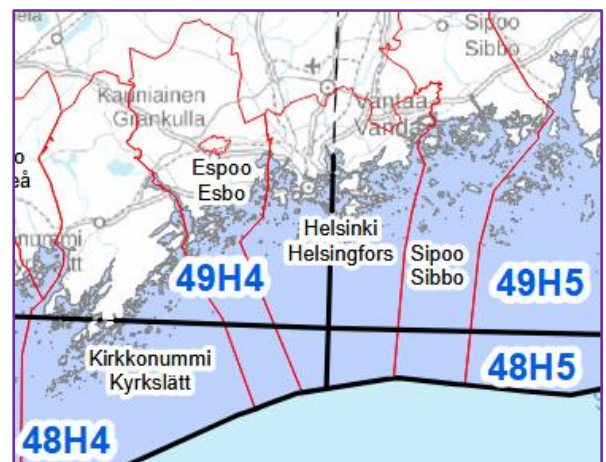 Sipoo
Sibbo
Kauniainen
Grankulla
Vantaa
Vanda
Espoo
Esbo
å
Helsinki
Helsingfors
Sipoo
Sibbo
49H4
49H5
Kirkkonummi
Kyrkslätt
48H5
48H4